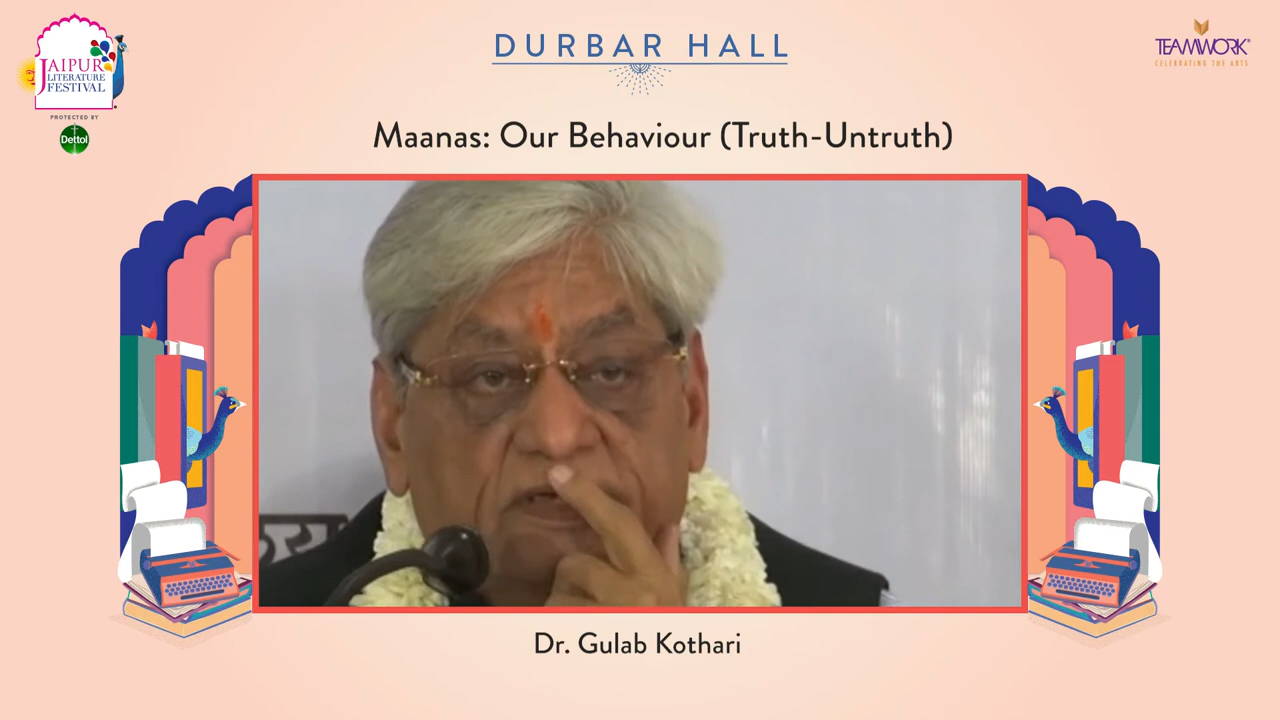 JAIPUR
LITERATURE
FESTIVAL
PROTECTED BY
Dettol
DURBAR HALL
TEAMWORK®
CELEBRATING THE ARTS
Maanas: Our Behaviour (Truth-Untruth)
Dr. Gulab Kothari